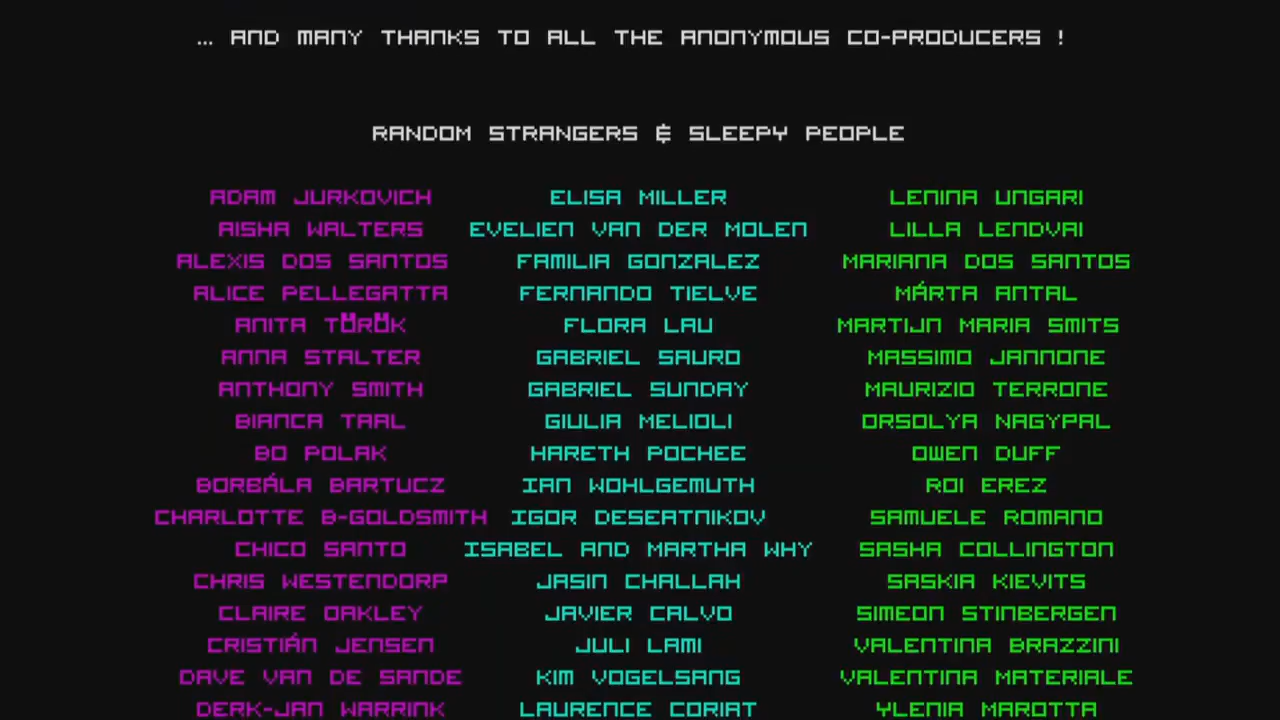 ... AND MANY THANKS TO ALL THE ANONYMOUS CO-PRODUCERS !
RANDOM STRANGERS & SLEEPY PEOPLE
ADAM JURKOVICH
AISHA WALTERS
ALEXIS DOS SANTOS
ALICE PELLEGATTA
ANITA TÖRÖK
ANNA STALTER
ANTHONY SMITH
BIANCA TAAL
BO POLAK
BORBÁLA BARTUCZ
CHARLOTTE B-GOLDSMITH
CHICO SANTO
CHRIS WESTENDORP
CLAIRE OAKLEY
CRISTIÁN JENSEN
DAVE VAN DE SANDE
DERK-JAN WARRINK
ELISA MILLER
EVELIEN VAN DER MOLEN
FAMILIA GONZALEZ
FERNANDO TIELVE
FLORA LAU
GABRIEL SAURO
GABRIEL SUNDAY
GIULIA MELIOLI
HARETH POCHEE
IAN WOHLGEMUTH
IGOR DESEATNIKOV
ISABEL AND MARTHA WHY
JASIN CHALLAH
JAVIER CALVO
JULI LAMI
KIM VOGELSANG
LAURENCE CORIAT
LENINA UNGARI
LILLA LENDVAI
MARIANA DOS SANTOS
MÁRTA ANTAL
MARTIJN MARIA SMITS
MASSIMO JANNONE
MAURIZIO TERRONE
ORSOLYA NAGYPAL
OWEN DUFF
ROI EREZ
SAMUELE ROMANO
SASHA COLLINGTON
SASKIA KIEVITS
SIMEON STINBERGEN
VALENTINA BRAZZINI
VALENTINA MATERIALE
YLENIA MAROTTA